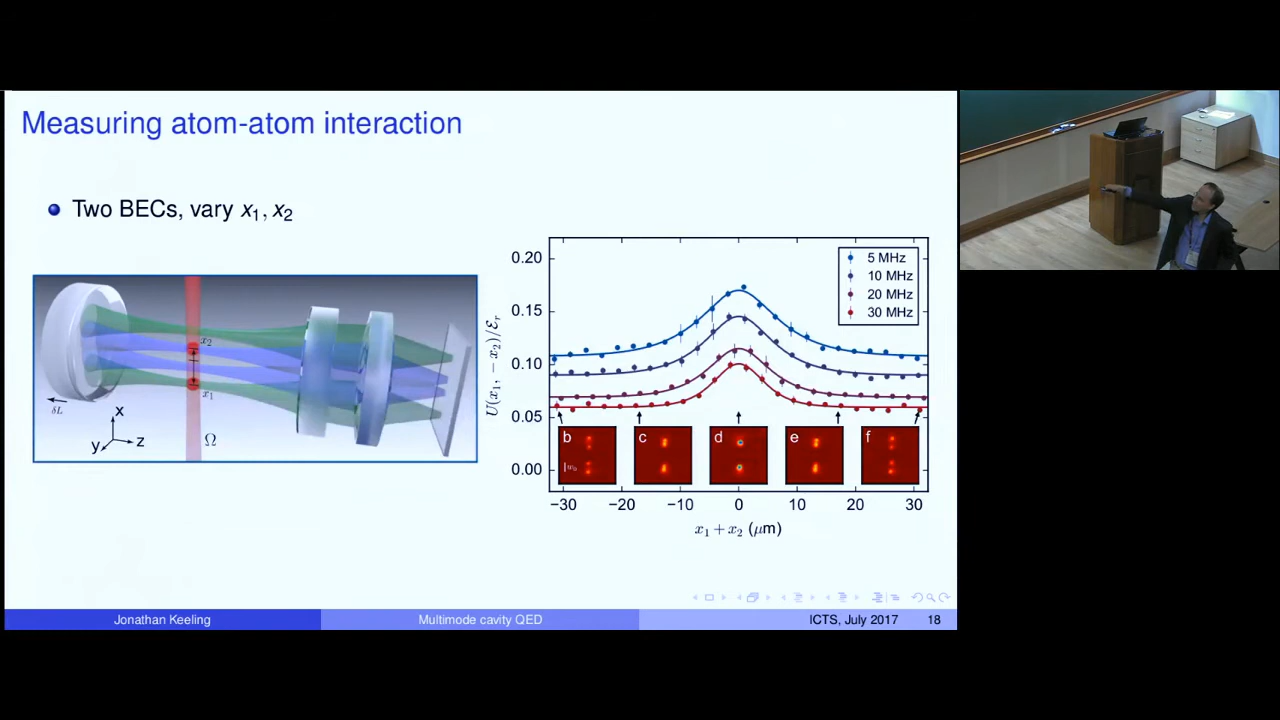 Measuring atom-atom interaction
Two BECs, vary x₁, x₂
x₂
x₁
δL
x
y
z
Ω
U(x₁, −x₂)/ℰᵣ
0.20
0.15
0.10
0.05
0.00
5 MHz
10 MHz
20 MHz
30 MHz
b
c
d
e
f
w₀
−30
−20
−10
0
10
20
30
x₁ + x₂ (μm)
Jonathan Keeling
Multimode cavity QED
ICTS, July 2017
18